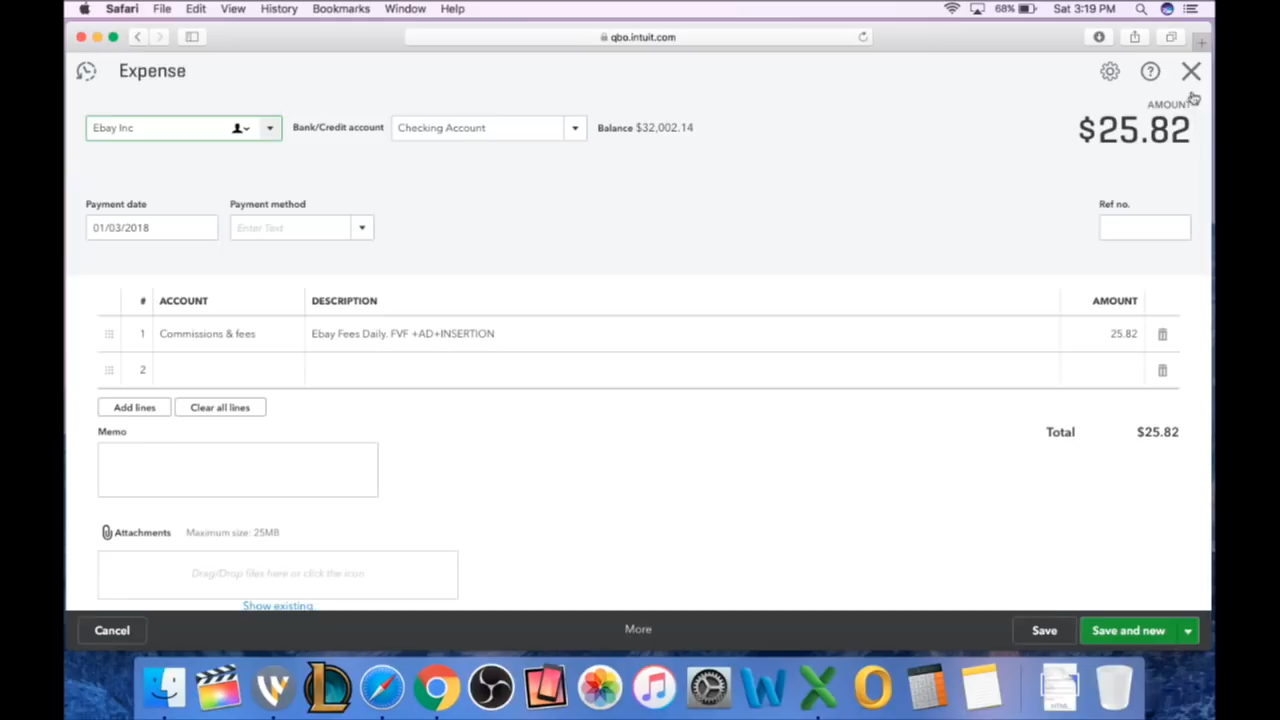 Safari File Edit View History Bookmarks Window Help 68% Sat 3:19 PM
qbo.intuit.com
Expense
AMOUNT
$25.82
Ebay Inc Bank/Credit account Checking Account Balance $32,002.14
Payment date Payment method Ref no.
01/03/2018 Enter Text
# ACCOUNT DESCRIPTION AMOUNT
1 Commissions & fees Ebay Fees Daily. FVF +AD+INSERTION 25.82
2
Add lines Clear all lines
Memo Total $25.82
Attachments Maximum size: 25MB
Drag/Drop files here or click the icon
Show existing
Cancel More Save Save and new
HTML